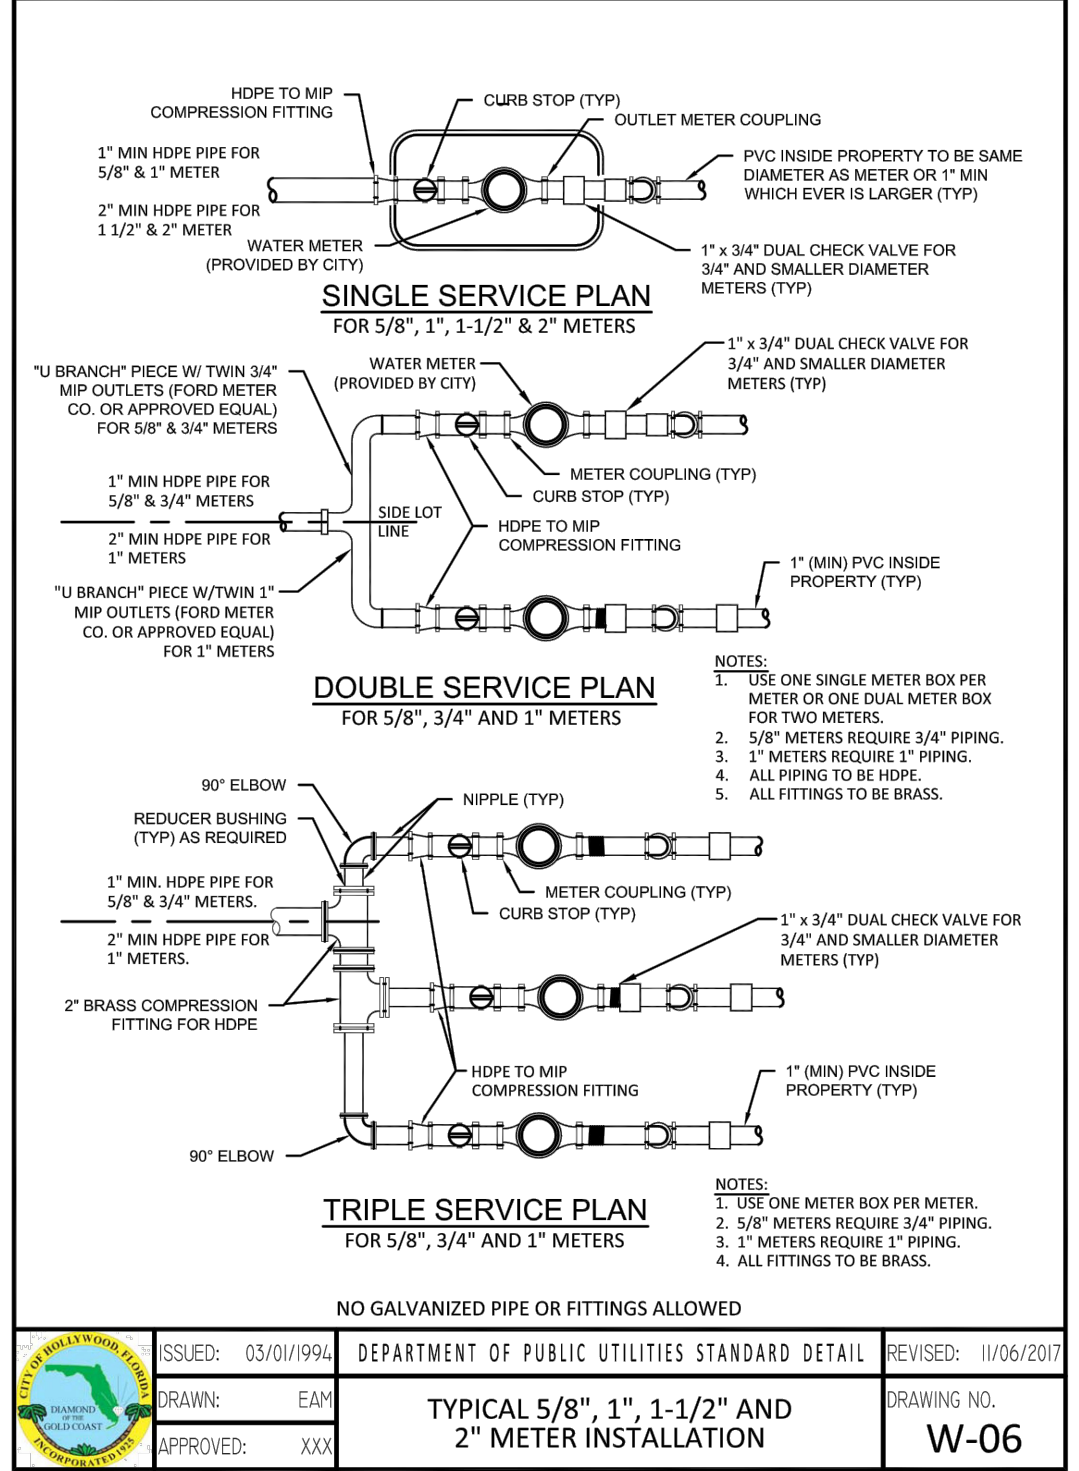 HDPE TO MIP
COMPRESSION FITTING
CURB STOP (TYP)
OUTLET METER COUPLING
1" MIN HDPE PIPE FOR
5/8" & 1" METER
PVC INSIDE PROPERTY TO BE SAME
DIAMETER AS METER OR 1" MIN
WHICH EVER IS LARGER (TYP)
2" MIN HDPE PIPE FOR
1 1/2" & 2" METER
WATER METER
(PROVIDED BY CITY)
1" x 3/4" DUAL CHECK VALVE FOR
3/4" AND SMALLER DIAMETER
METERS (TYP)
SINGLE SERVICE PLAN
FOR 5/8", 1", 1-1/2" & 2" METERS
"U BRANCH" PIECE W/ TWIN 3/4"
MIP OUTLETS (FORD METER
CO. OR APPROVED EQUAL)
FOR 5/8" & 3/4" METERS
WATER METER
(PROVIDED BY CITY)
1" x 3/4" DUAL CHECK VALVE FOR
3/4" AND SMALLER DIAMETER
METERS (TYP)
METER COUPLING (TYP)
CURB STOP (TYP)
1" MIN HDPE PIPE FOR
5/8" & 3/4" METERS
SIDE LOT
LINE
HDPE TO MIP
COMPRESSION FITTING
2" MIN HDPE PIPE FOR
1" METERS
1" (MIN) PVC INSIDE
PROPERTY (TYP)
"U BRANCH" PIECE W/TWIN 1"
MIP OUTLETS (FORD METER
CO. OR APPROVED EQUAL)
FOR 1" METERS
DOUBLE SERVICE PLAN
FOR 5/8", 3/4" AND 1" METERS
NOTES:
1. USE ONE SINGLE METER BOX PER
METER OR ONE DUAL METER BOX
FOR TWO METERS.
2. 5/8" METERS REQUIRE 3/4" PIPING.
3. 1" METERS REQUIRE 1" PIPING.
4. ALL PIPING TO BE HDPE.
5. ALL FITTINGS TO BE BRASS.
90° ELBOW
NIPPLE (TYP)
REDUCER BUSHING
(TYP) AS REQUIRED
1" MIN. HDPE PIPE FOR
5/8" & 3/4" METERS.
METER COUPLING (TYP)
CURB STOP (TYP)
2" MIN HDPE PIPE FOR
1" METERS.
1" x 3/4" DUAL CHECK VALVE FOR
3/4" AND SMALLER DIAMETER
METERS (TYP)
2" BRASS COMPRESSION
FITTING FOR HDPE
HDPE TO MIP
COMPRESSION FITTING
1" (MIN) PVC INSIDE
PROPERTY (TYP)
90° ELBOW
TRIPLE SERVICE PLAN
FOR 5/8", 3/4" AND 1" METERS
NOTES:
1. USE ONE METER BOX PER METER.
2. 5/8" METERS REQUIRE 3/4" PIPING.
3. 1" METERS REQUIRE 1" PIPING.
4. ALL FITTINGS TO BE BRASS.
NO GALVANIZED PIPE OR FITTINGS ALLOWED
CITY OF HOLLYWOOD, FLORIDA
DIAMOND
OF THE
GOLD COAST
INCORPORATED 1925
ISSUED: 03/01/1994
DRAWN: EAM
APPROVED: XXX
DEPARTMENT OF PUBLIC UTILITIES STANDARD DETAIL
TYPICAL 5/8", 1", 1-1/2" AND
2" METER INSTALLATION
REVISED: 11/06/2017
DRAWING NO.
W-06